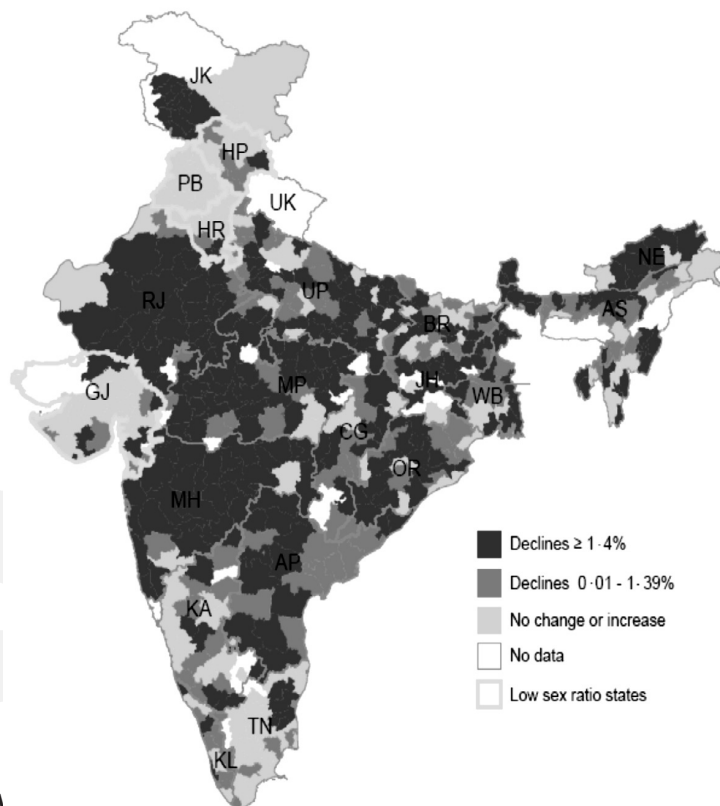 JK
HP
PB
UK
HR
NE
RJ
UP
AS
BR
GJ
MP
JH
WB
CG
OR
MH
Declines ≥ 1·4%
AP
Declines 0·01 - 1·39%
KA
No change or increase
No data
Low sex ratio states
TN
KL